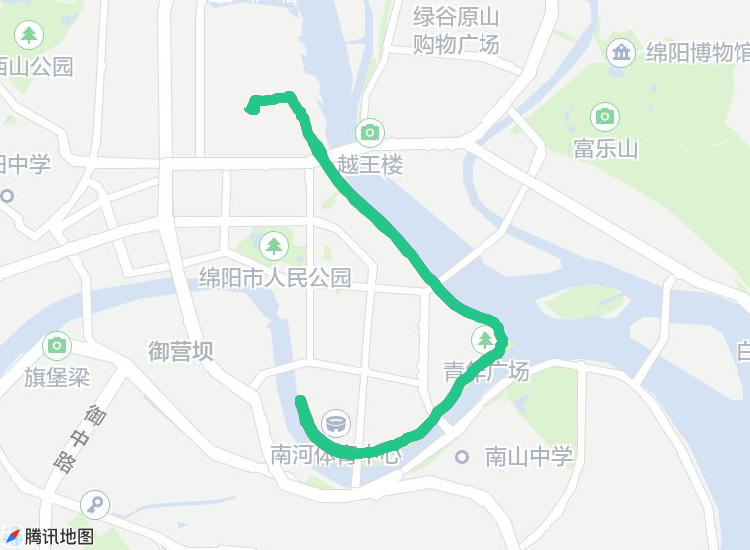 绿谷原山
购物广场
绵阳博物馆
西山公园
富乐山
越王楼
阳中学
绵阳市人民公园
御营坝
旗堡梁
青年广场
御中路
南河体育中心
南山中学
白
腾讯地图